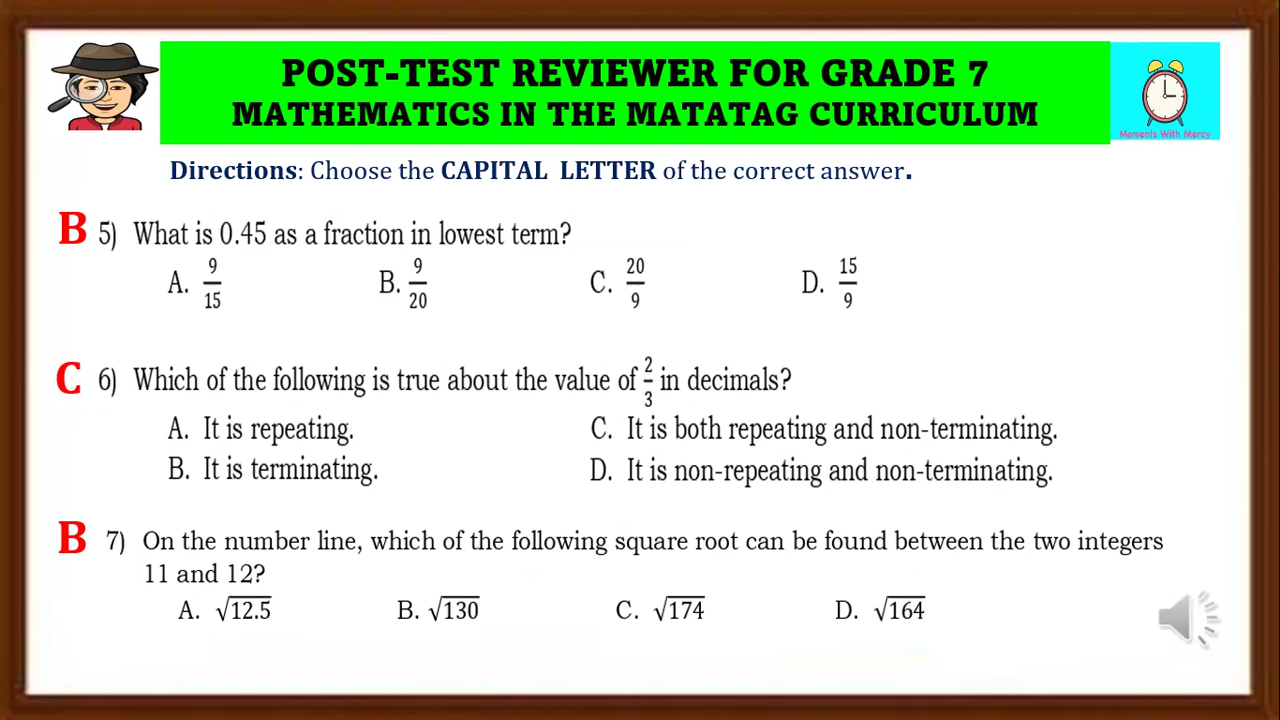 POST-TEST REVIEWER FOR GRADE 7
MATHEMATICS IN THE MATATAG CURRICULUM
Moments With Mercy
Directions: Choose the CAPITAL LETTER of the correct answer.
B 5) What is 0.45 as a fraction in lowest term?
A. 9/15 B. 9/20 C. 20/9 D. 15/9
C 6) Which of the following is true about the value of 2/3 in decimals?
A. It is repeating. C. It is both repeating and non-terminating.
B. It is terminating. D. It is non-repeating and non-terminating.
B 7) On the number line, which of the following square root can be found between the two integers
11 and 12?
A. √12.5 B. √130 C. √174 D. √164